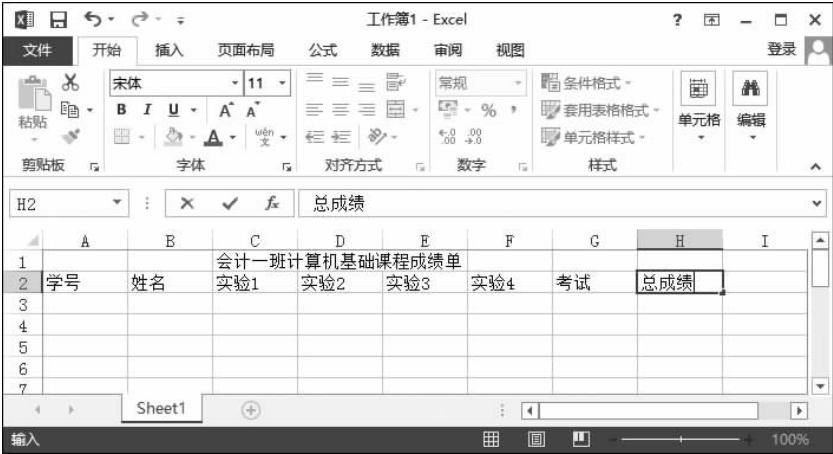 工作簿1 - Excel
?
文件 开始 插入 页面布局 公式 数据 审阅 视图 登录
粘贴
宋体 11
B I U A A
A wén 文
常规
% ,
条件格式
套用表格格式
单元格样式
单元格
编辑
剪贴板 字体 对齐方式 数字 样式
H2 fx 总成绩
A B C D E F G H I
1 会计一班计算机基础课程成绩单
2 学号 姓名 实验1 实验2 实验3 实验4 考试 总成绩
3
4
5
6
7
Sheet1
输入 100%